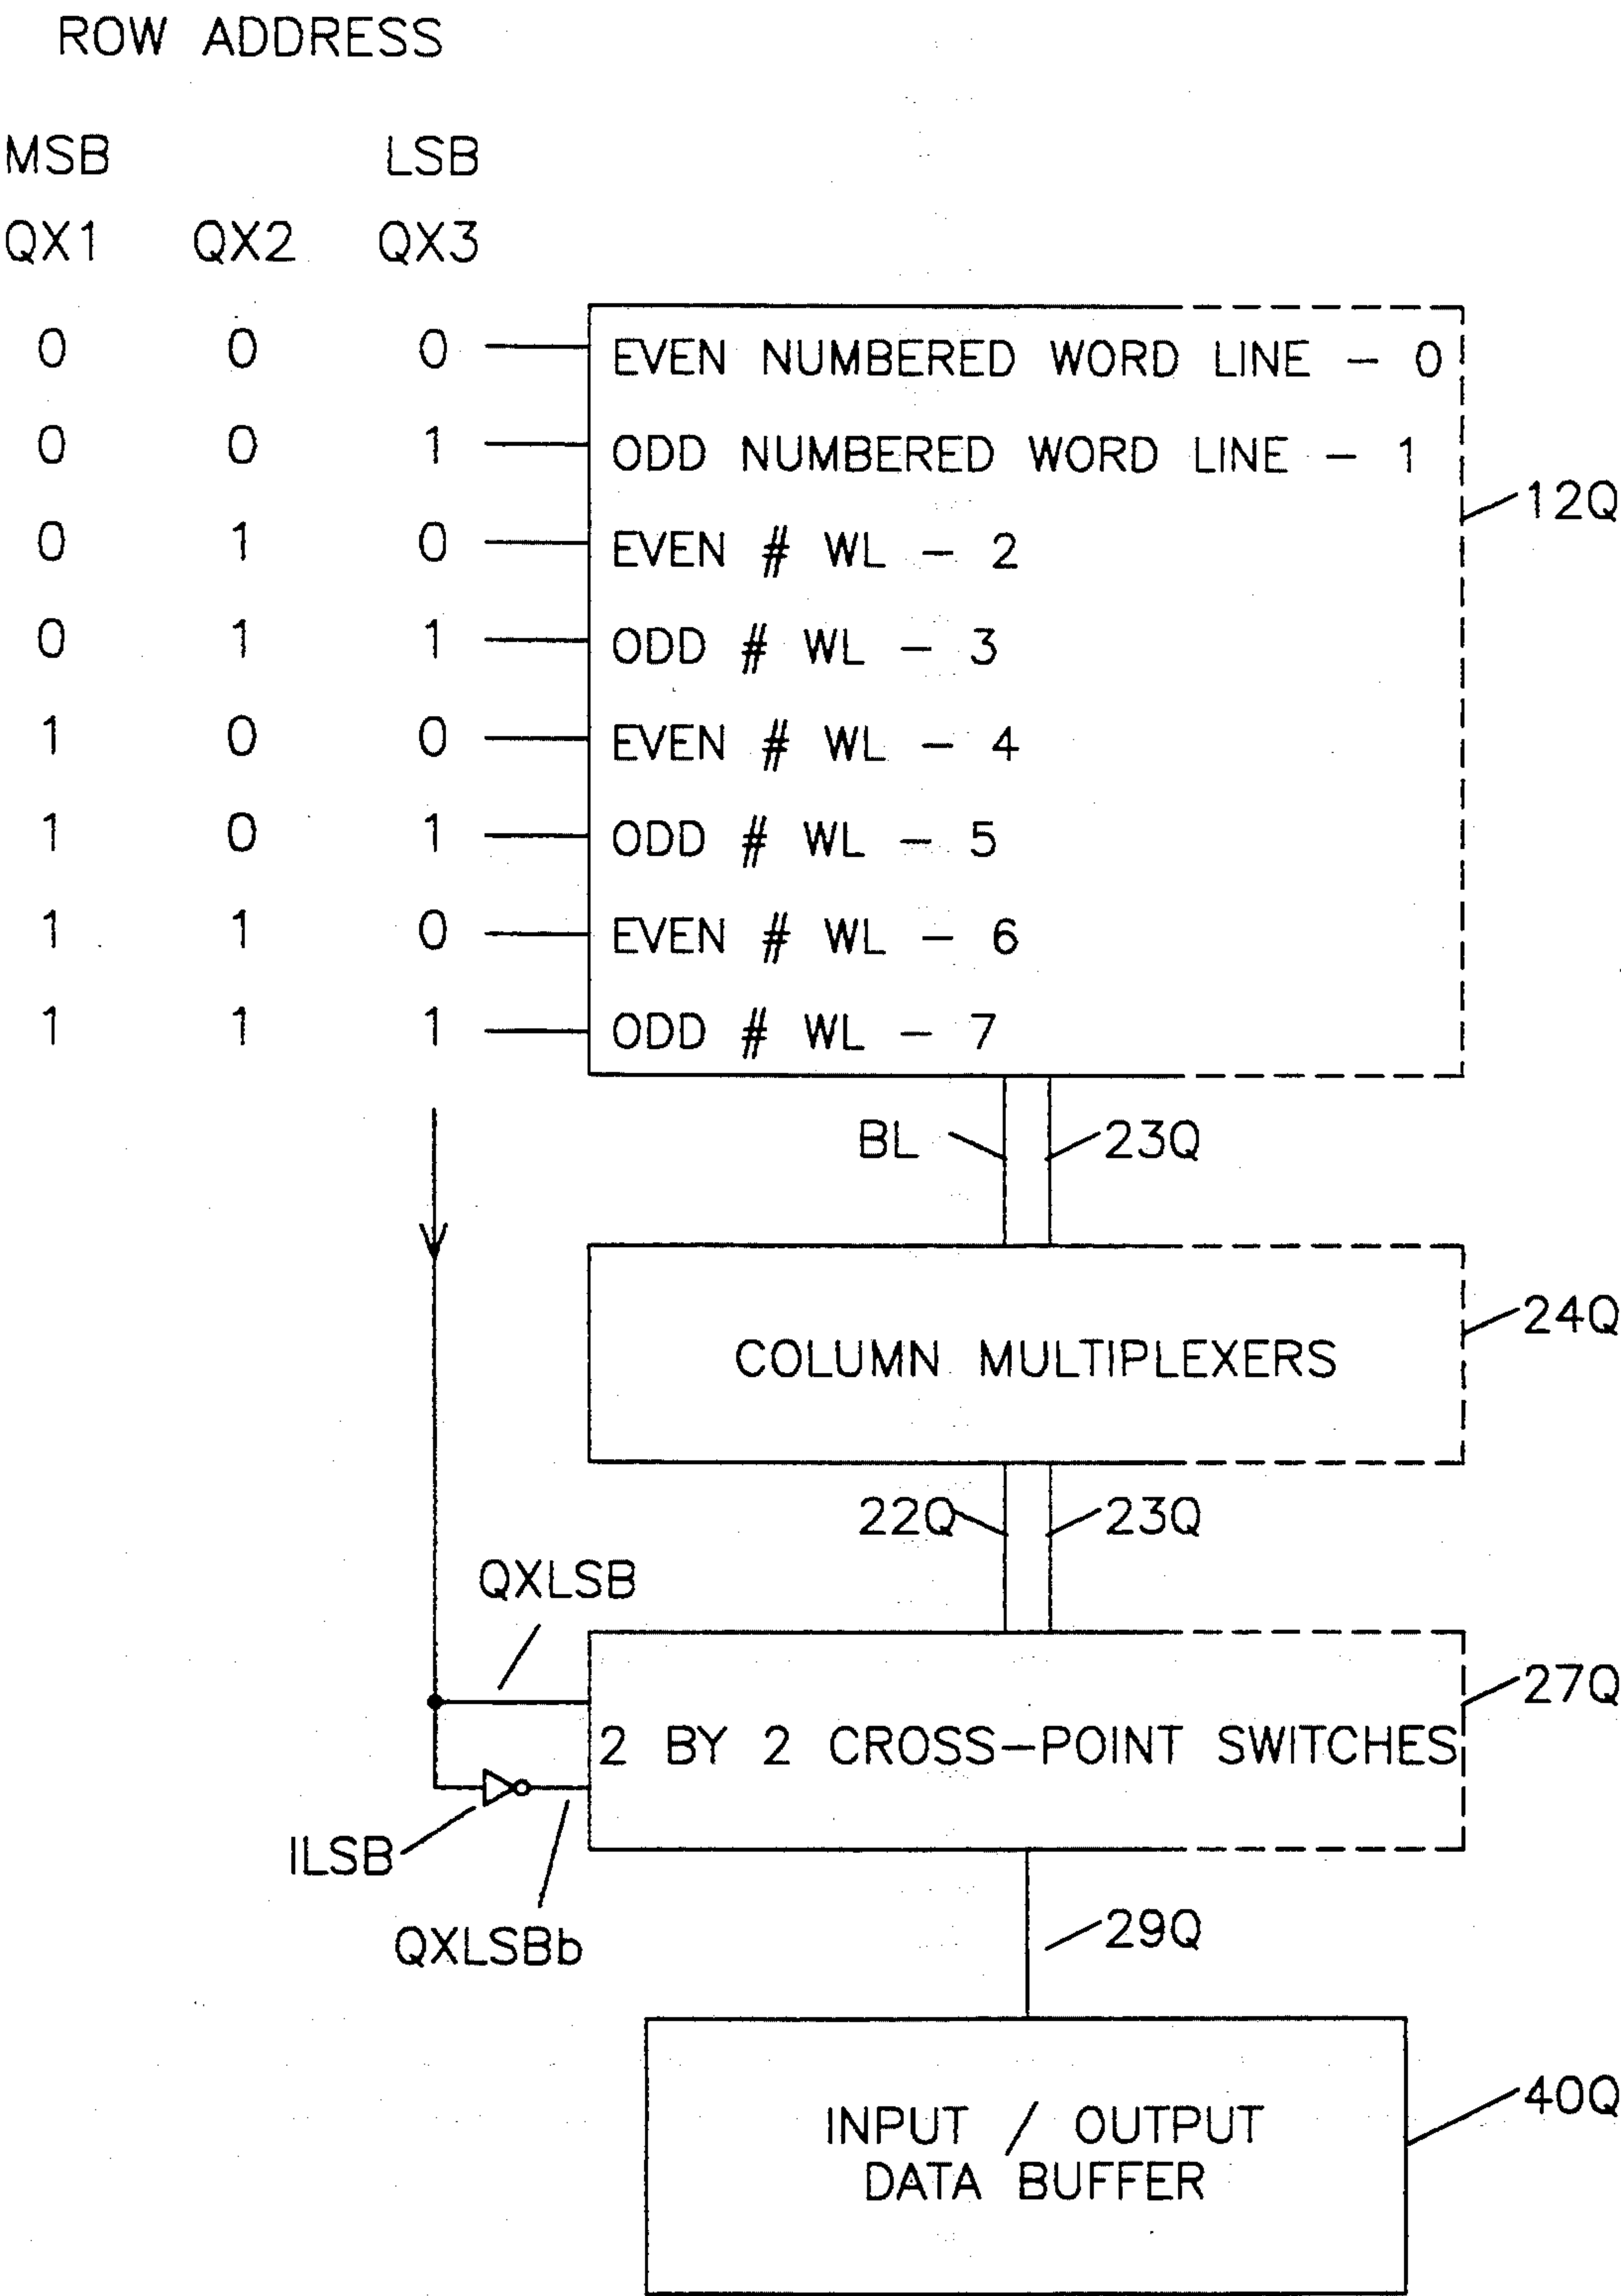 ROW ADDRESS
MSB LSB
QX1 QX2 QX3
0 0 0 EVEN NUMBERED WORD LINE – 0
0 0 1 ODD NUMBERED WORD LINE – 1
12Q
0 1 0 EVEN # WL – 2
0 1 1 ODD # WL – 3
1 0 0 EVEN # WL – 4
1 0 1 ODD # WL – 5
1 1 0 EVEN # WL – 6
1 1 1 ODD # WL – 7
BL 23Q
24Q
COLUMN MULTIPLEXERS
22Q 23Q
QXLSB
27Q
2 BY 2 CROSS–POINT SWITCHES
ILSB
QXLSBb
29Q
40Q
INPUT / OUTPUT
DATA BUFFER